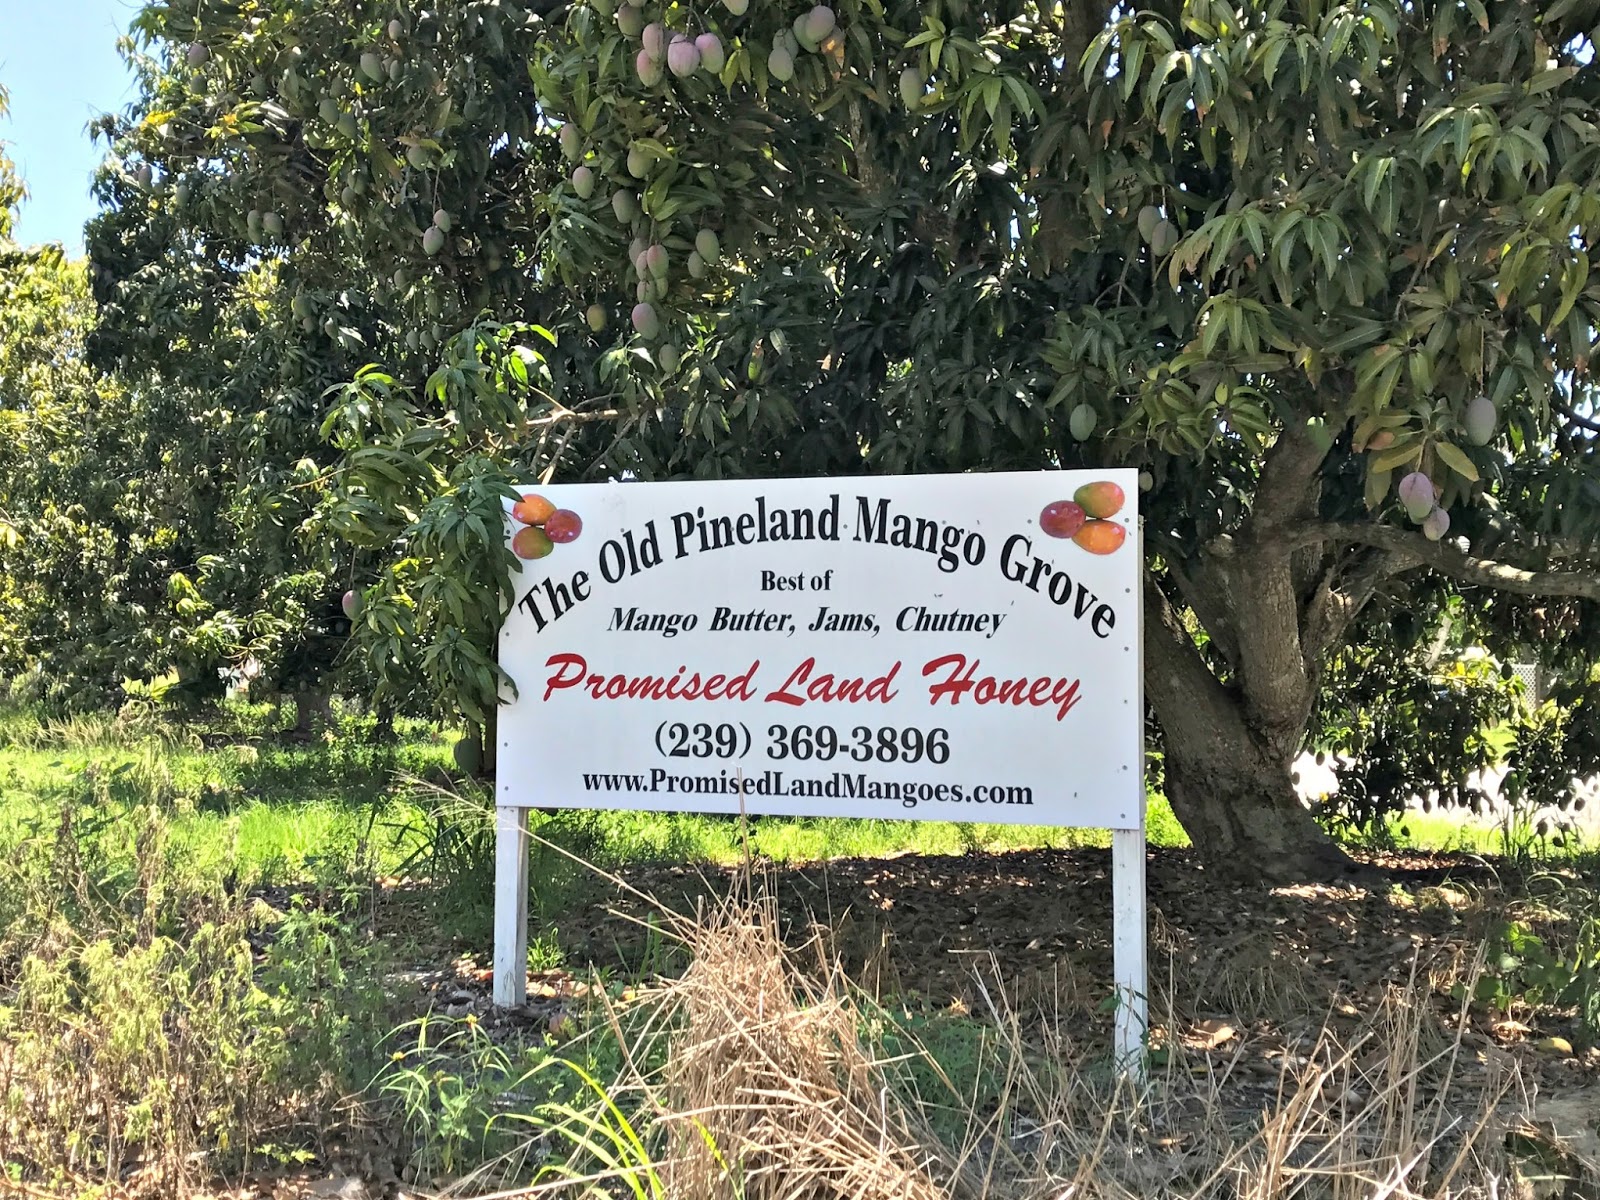 The Old Pineland Mango Grove
Best of
Mango Butter, Jams, Chutney
Promised Land Honey
(239) 369-3896
www.PromisedLandMangoes.com